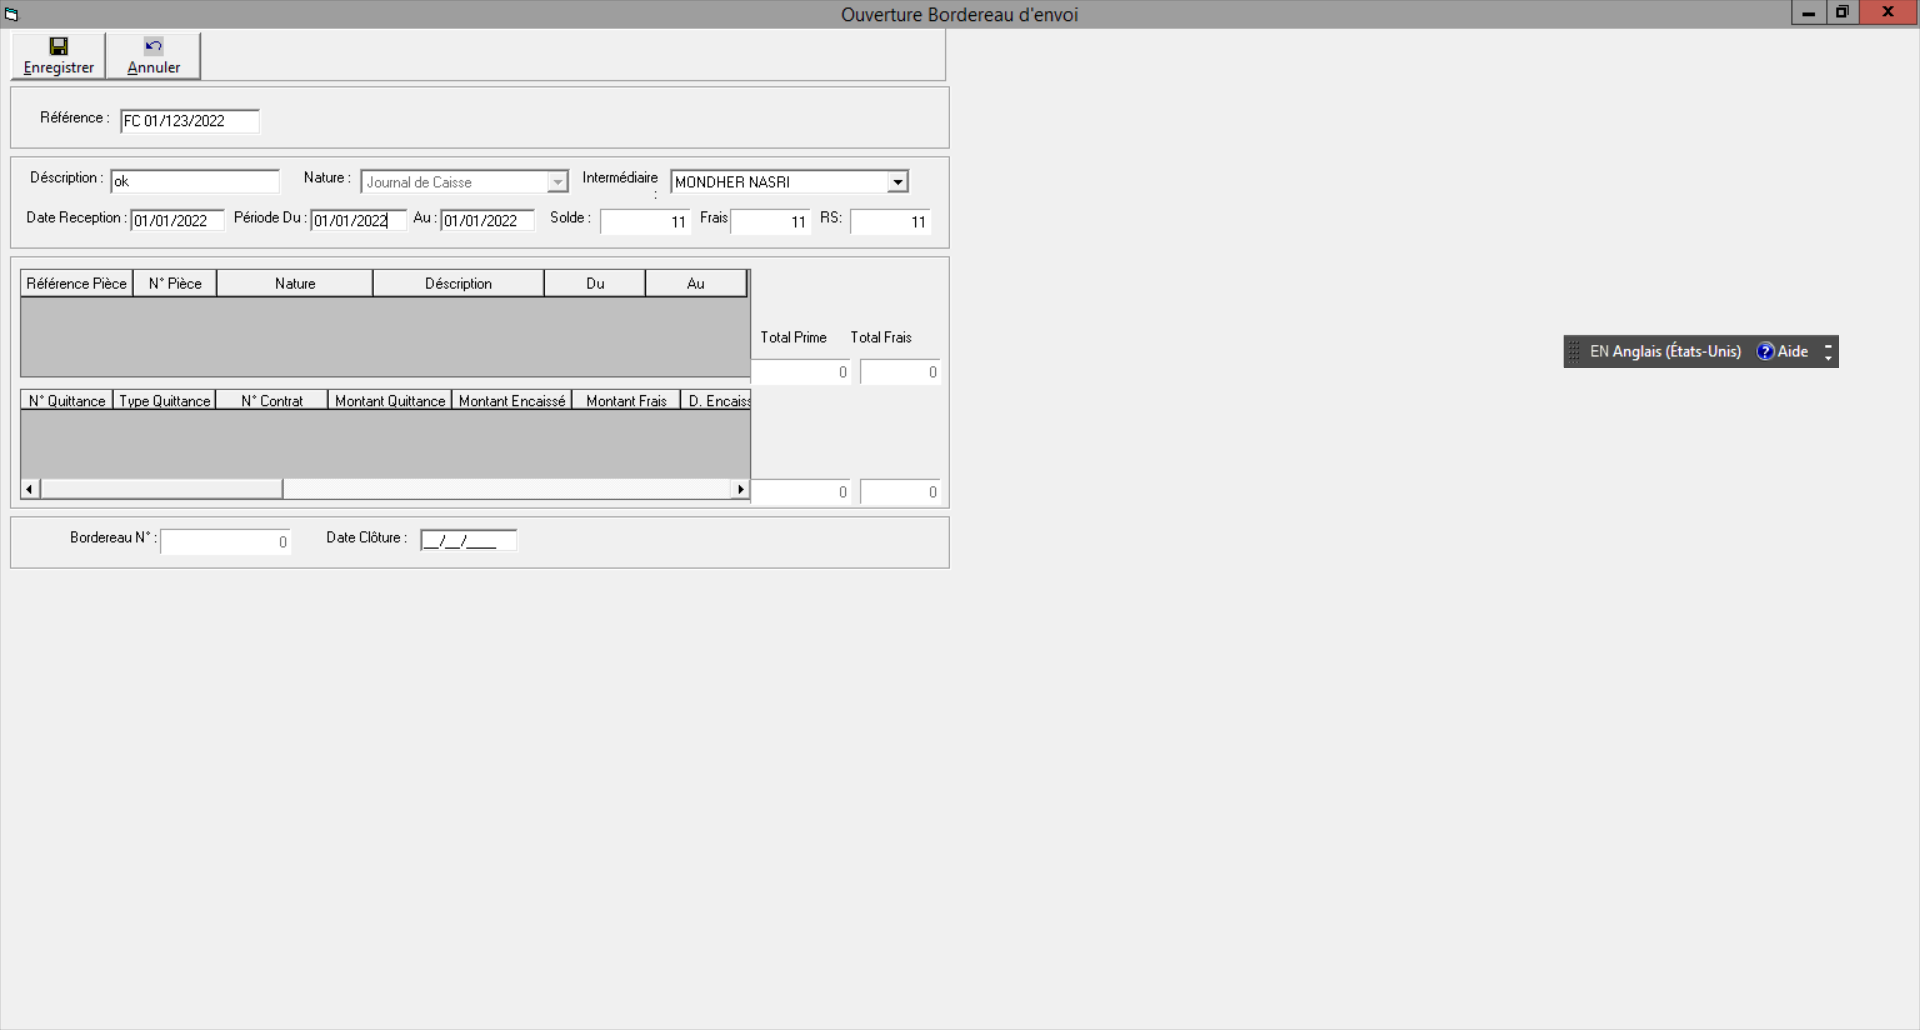 Ouverture Bordereau d'envoi
Enregistrer Annuler
Référence : FC 01/123/2022
Déscription : ok Nature : Journal de Caisse Intermédiaire : MONDHER NASRI
Date Reception : 01/01/2022 Période Du : 01/01/2022 Au : 01/01/2022 Solde : 11 Frais 11 RS: 11
Référence Pièce N° Pièce Nature Déscription Du Au
Total Prime Total Frais
EN Anglais (États-Unis) ? Aide
0 0
N° Quittance Type Quittance N° Contrat Montant Quittance Montant Encaissé Montant Frais D. Encaiss
0 0
Bordereau N° : 0 Date Clôture : __/__/____